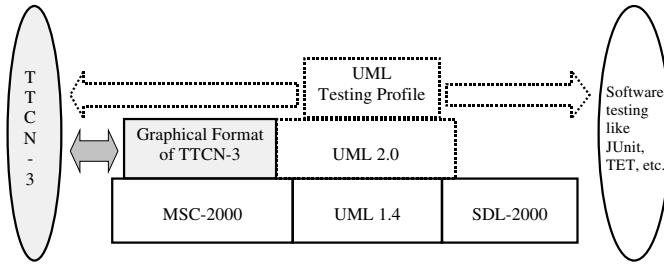 T
T
C
N
-
3
UML
Testing Profile
Graphical Format
of TTCN-3
UML 2.0
MSC-2000
UML 1.4
SDL-2000
Software
testing
like
JUnit,
TET, etc.